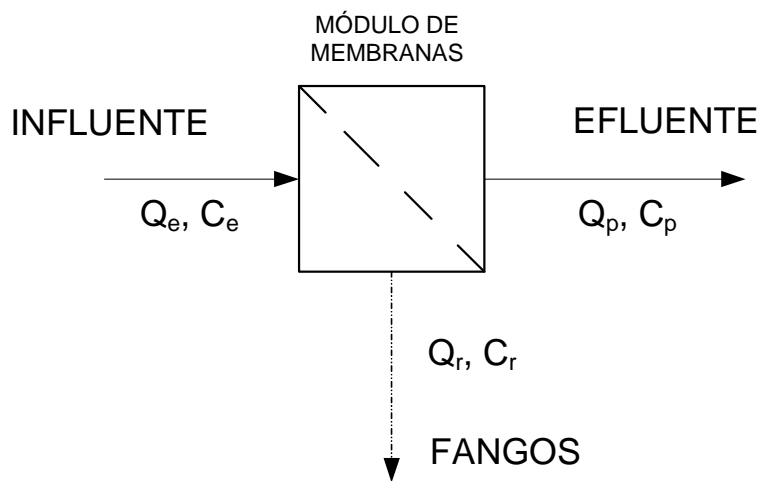 MÓDULO DE
MEMBRANAS
INFLUENTE
EFLUENTE
Qe, Ce
Qp, Cp
Qr, Cr
FANGOS